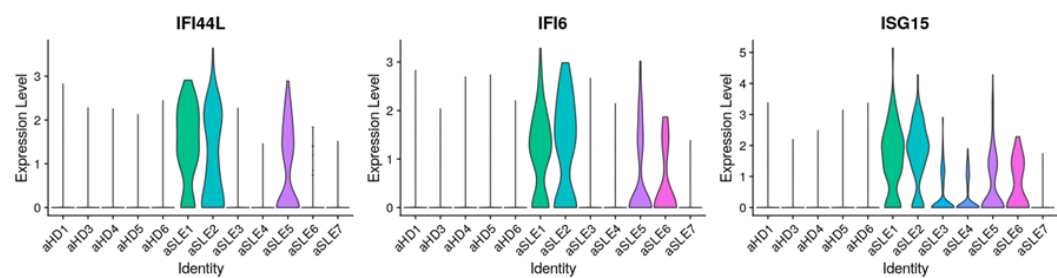 IFI44L
Expression Level
3
2
1
0
aHD1 aHD3 aHD4 aHD5 aHD6 aSLE1 aSLE2 aSLE3 aSLE4 aSLE5 aSLE6 aSLE7
Identity
IFI6
Expression Level
3
2
1
0
aHD1 aHD3 aHD4 aHD5 aHD6 aSLE1 aSLE2 aSLE3 aSLE4 aSLE5 aSLE6 aSLE7
Identity
ISG15
Expression Level
5
4
3
2
1
0
aHD1 aHD3 aHD4 aHD5 aHD6 aSLE1 aSLE2 aSLE3 aSLE4 aSLE5 aSLE6 aSLE7
Identity